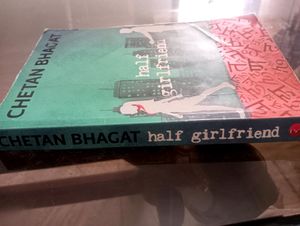 CHETAN BHAGAT
half
girlfriend
CHETAN BHAGAT half girlfriend